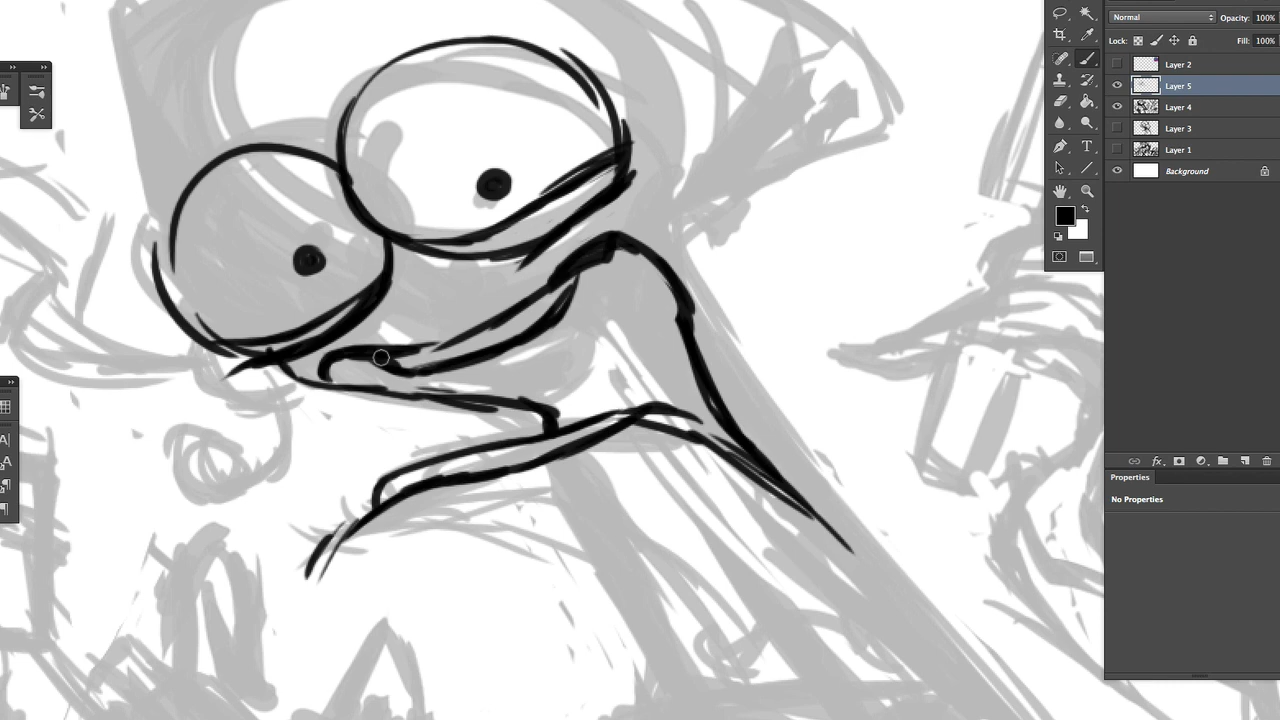 Normal
Opacity: 100%
Lock:
Fill: 100%
Layer 2
Layer 5
Layer 4
Layer 3
Layer 1
Background
fx
Properties
No Properties
T
A
A